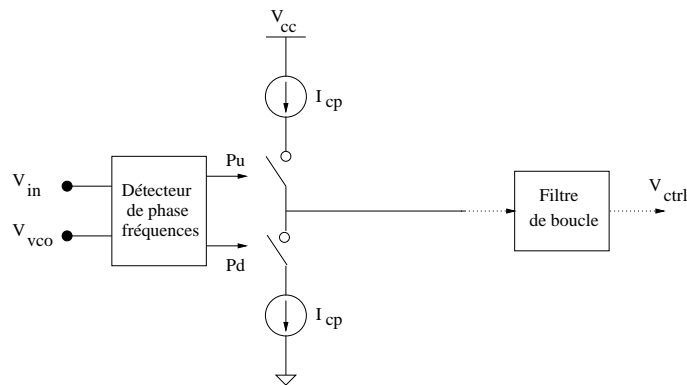 V cc
I cp
Pu
V in
Détecteur
de phase
fréquences
V vco
Pd
Filtre
de boucle
V ctrl
I cp